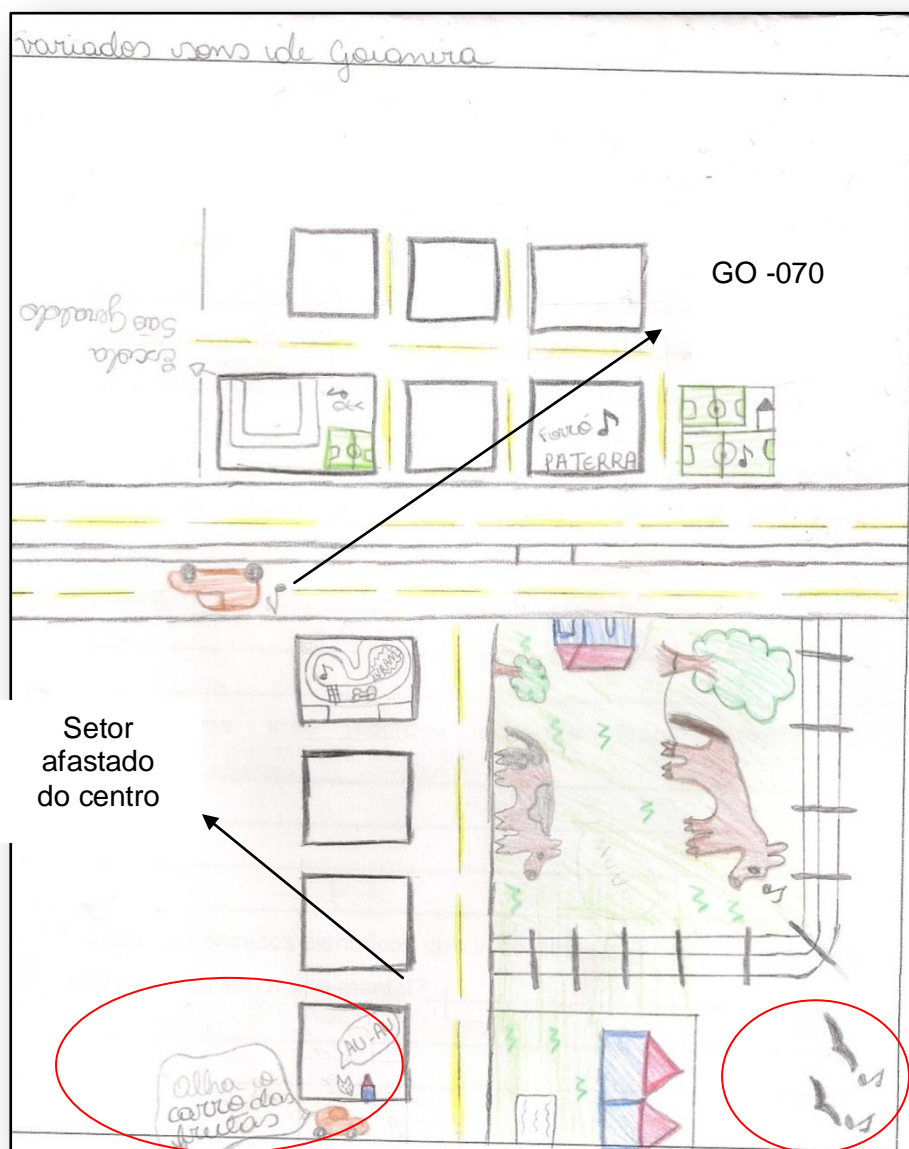 variados sons de Goianira
GO -070
Escola
São Geraldo
Forró
PATERRA
Setor
afastado
do centro
AU-AU
Olha o
carro das
frutas